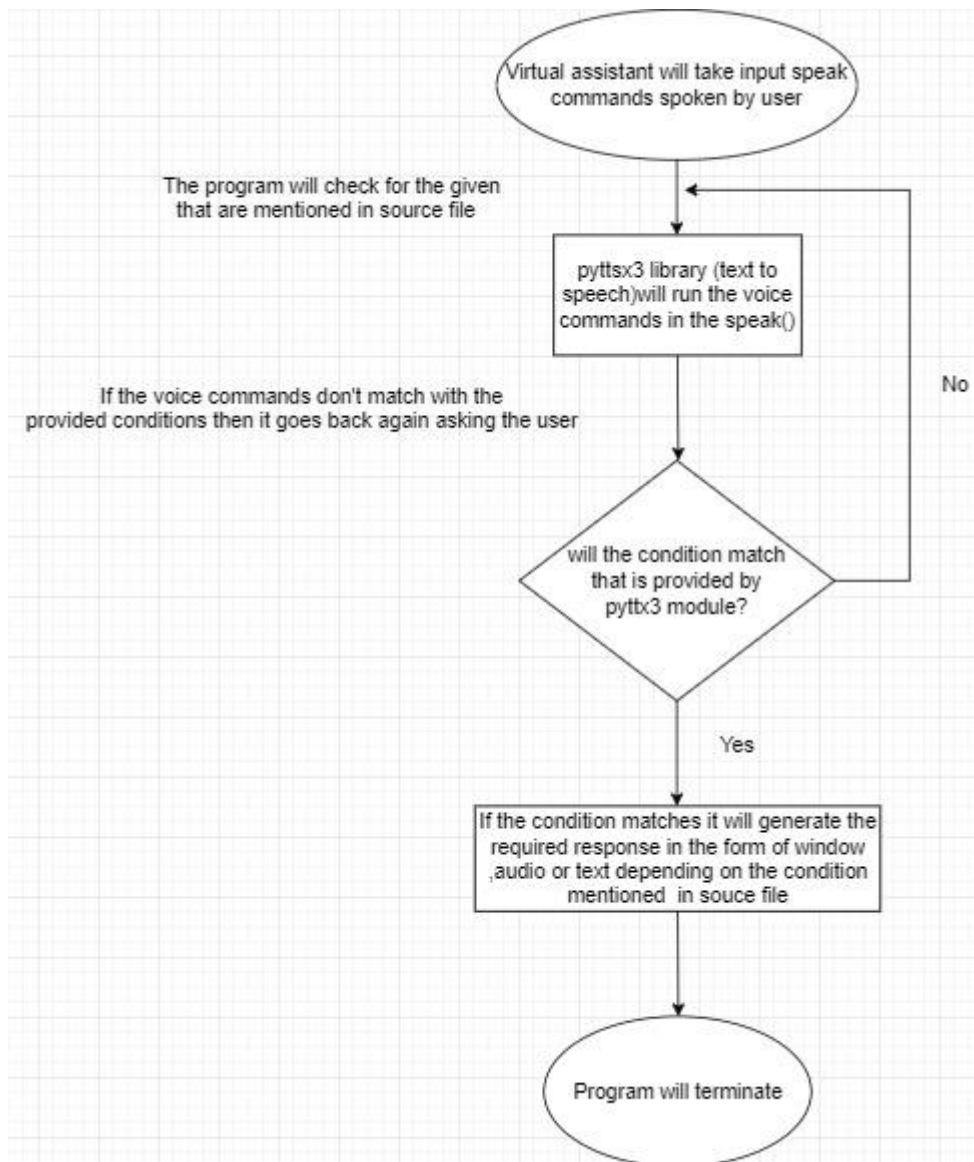 Virtual assistant will take input speak
commands spoken by user
The program will check for the given
that are mentioned in source file
pyttsx3 library (text to
speech)will run the voice
commands in the speak()
No
If the voice commands don't match with the
provided conditions then it goes back again asking the user
will the condition match
that is provided by
pyttx3 module?
Yes
If the condition matches it will generate the
required response in the form of window
,audio or text depending on the condition
mentioned in souce file
Program will terminate